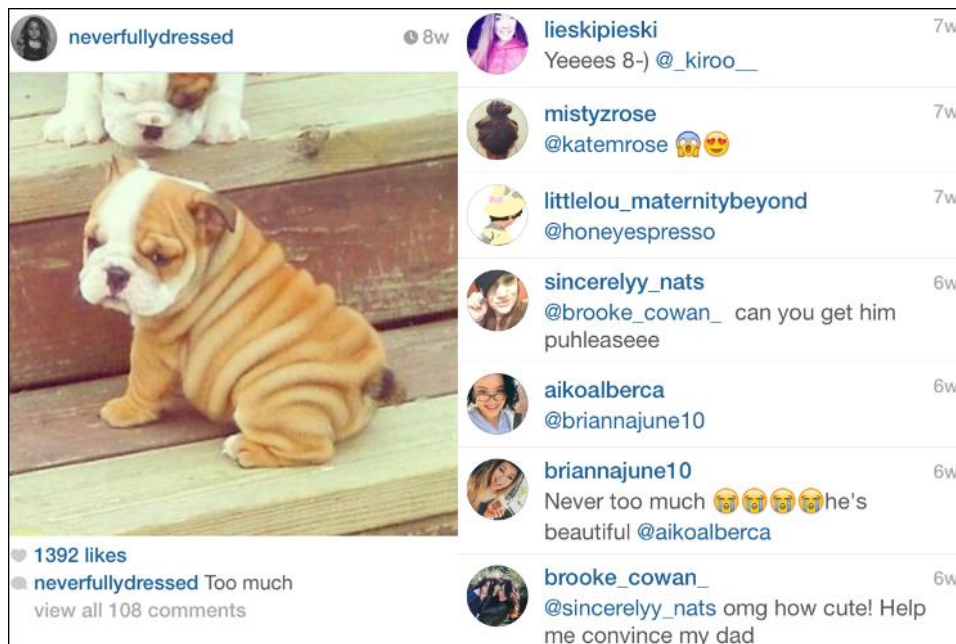 neverfullydressed 8w
1392 likes
neverfullydressed Too much
view all 108 comments
lieskipieski 7w
Yeeees 8-) @_kiroo__
mistyzrose 7w
@katemrose 😱😍
littlelou_maternitybeyond 7w
@honeyespresso
sincerelyy_nats 6w
@brooke_cowan_ can you get him
puhleaseee
aikoalberca 6w
@briannajune10
briannajune10 6w
Never too much 😭😭😭😭he's
beautiful @aikoalberca
brooke_cowan_ 6w
@sincerelyy_nats omg how cute! Help
me convince my dad